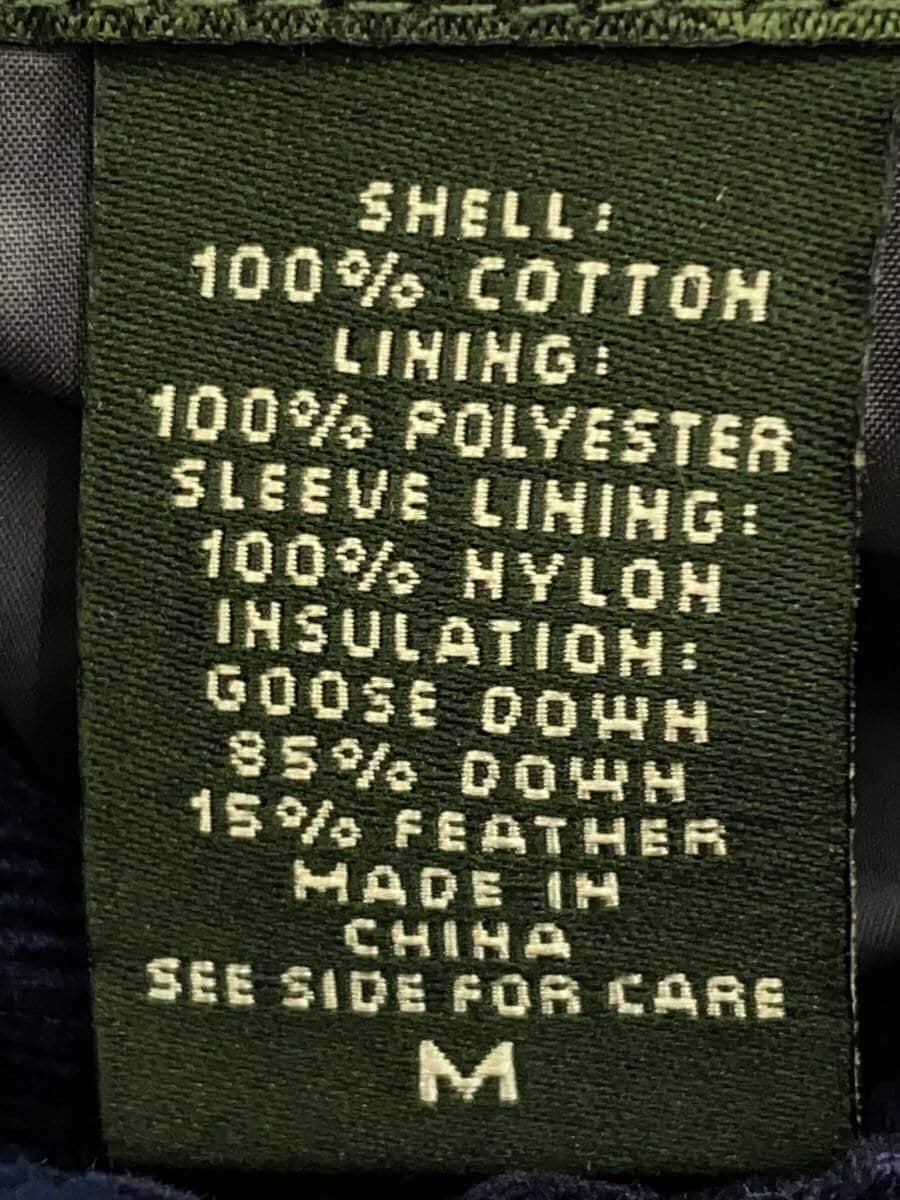 SHELL:
100% COTTON
LINING:
100% POLYESTER
SLEEVE LINING:
100% NYLON
INSULATION:
GOOSE DOWN
85% DOWN
15% FEATHER
MADE IN
CHINA
SEE SIDE FOR CARE
M